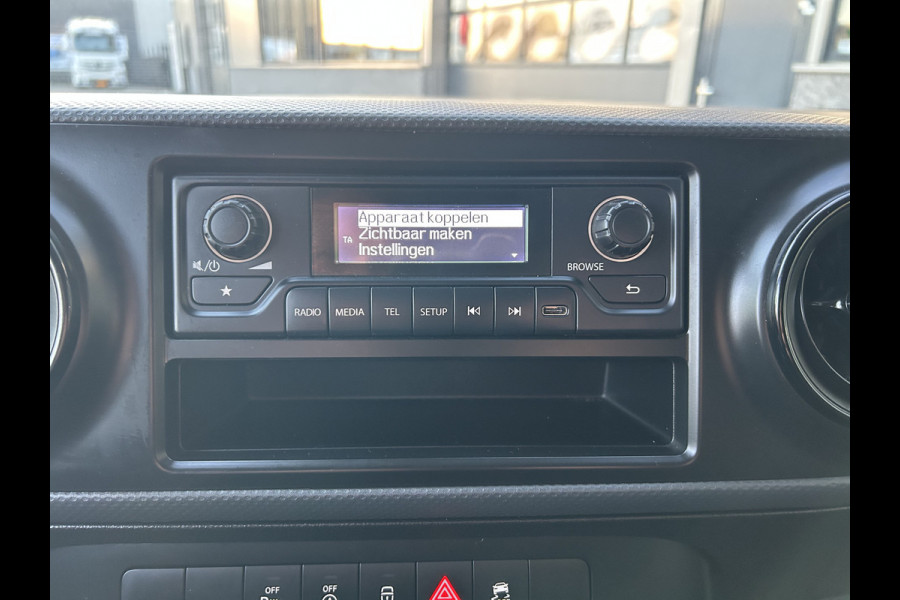 Apparaat koppelen
Zichtbaar maken
TA
Instellingen
BROWSE
RADIO MEDIA TEL SETUP
OFF OFF